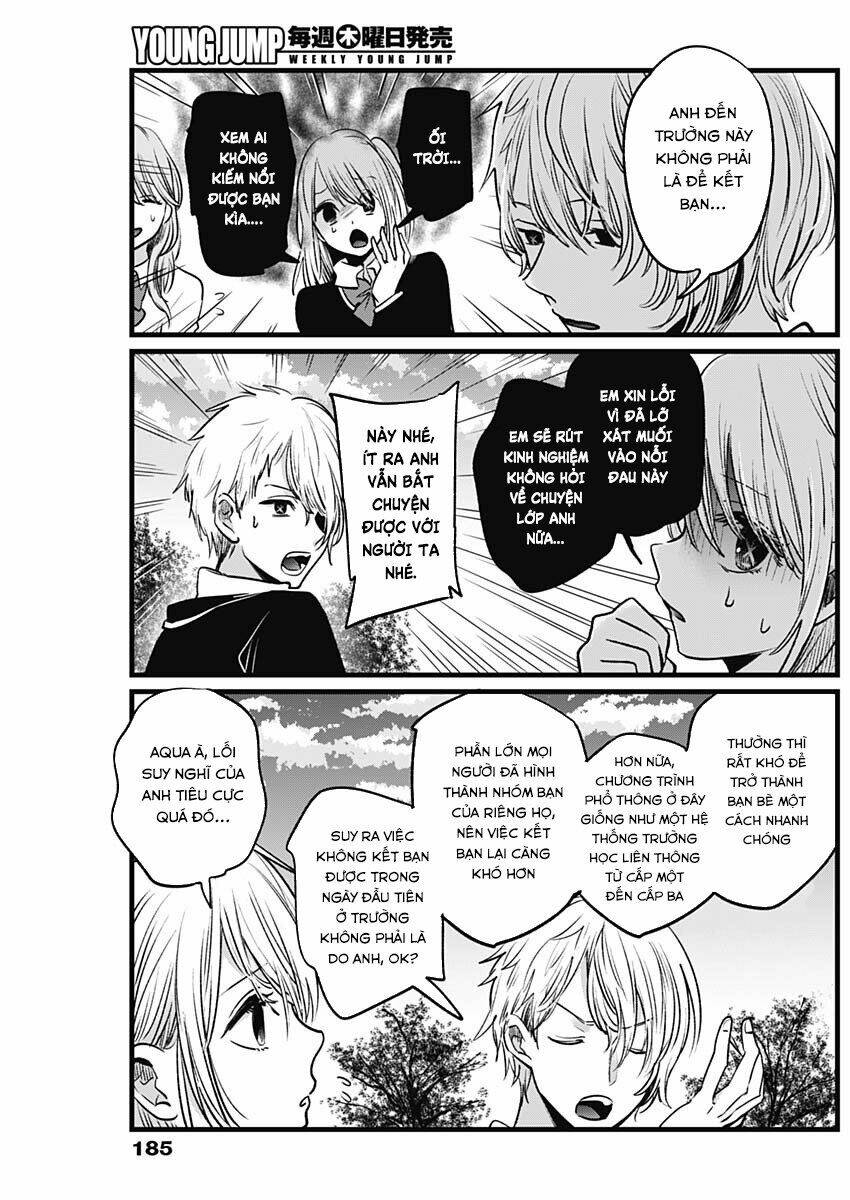 YOUNG JUMP 毎週木曜日発売
WEEKLY YOUNG JUMP
ANH ĐẾN
TRƯỜNG NÀY
KHÔNG PHẢI
LÀ ĐỂ KẾT
BẠN...
ỐI
TRỜI...
XEM AI
KHÔNG
KIẾM NỔI
ĐƯỢC BẠN
KÌA....
EM XIN LỖI
VÌ ĐÃ LỠ
XÁT MUỐI
VÀO NỖI
ĐAU NÀY
EM SẼ RÚT
KINH NGHIỆM
KHÔNG HỎI
VỀ CHUYỆN
LỚP ANH
NỮA...
NÀY NHÉ,
ÍT RA ANH
VẪN BẮT
CHUYỆN
ĐƯỢC VỚI
NGƯỜI TA
NHÉ.
THƯỜNG THÌ
RẤT KHÓ ĐỂ
TRỞ THÀNH
BẠN BÈ MỘT
CÁCH NHANH
CHÓNG
HƠN NỮA,
CHƯƠNG TRÌNH
PHỔ THÔNG Ở ĐÂY
GIỐNG NHƯ MỘT HỆ
THỐNG TRƯỜNG
HỌC LIÊN THÔNG
TỪ CẤP MỘT
ĐẾN CẤP BA
PHẦN LỚN MỌI
NGƯỜI ĐÃ HÌNH
THÀNH NHÓM BẠN
CỦA RIÊNG HỌ,
NÊN VIỆC KẾT
BẠN LẠI CÀNG
KHÓ HƠN
SUY RA VIỆC
KHÔNG KẾT BẠN
ĐƯỢC TRONG
NGÀY ĐẦU TIÊN
Ở TRƯỜNG
KHÔNG PHẢI LÀ
DO ANH, OK?
AQUA À, LỐI
SUY NGHĨ CỦA
ANH TIÊU CỰC
QUÁ ĐÓ...
185